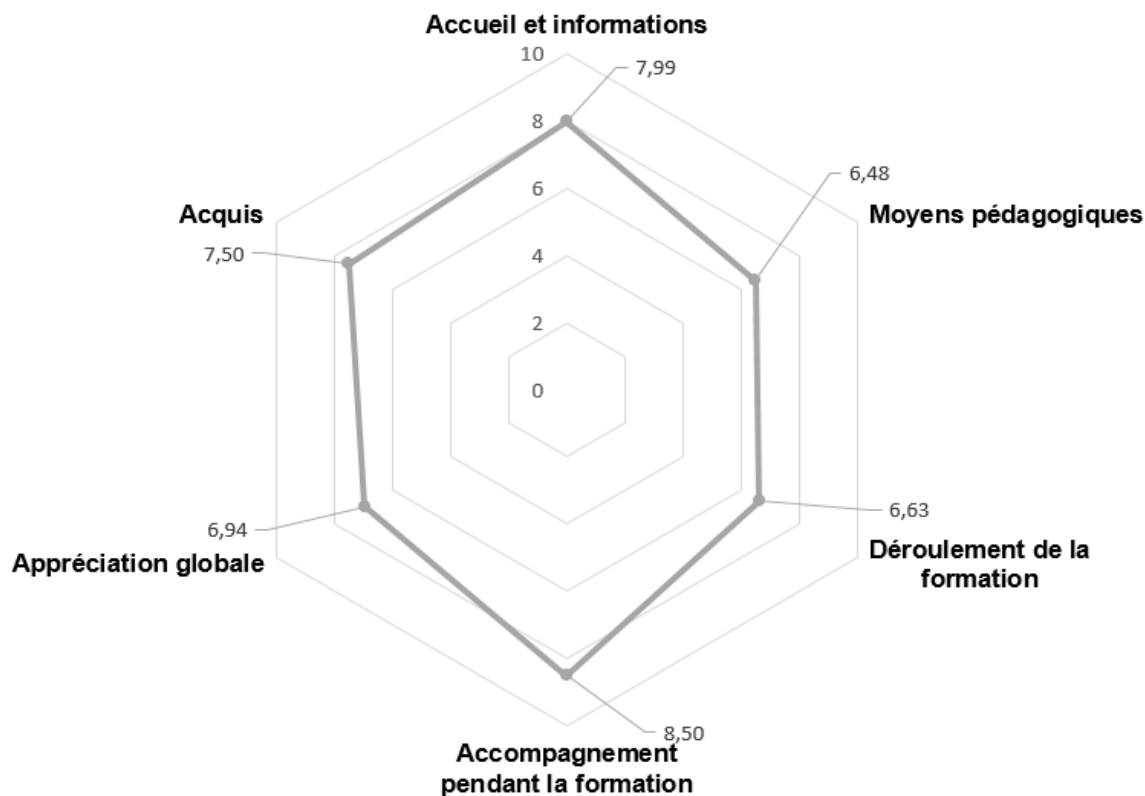 Accueil et informations
10
7,99
8
6,48
6
Acquis
Moyens pédagogiques
7,50
4
2
0
6,94
6,63
Appréciation globale
Déroulement de la
formation
8,50
Accompagnement
pendant la formation